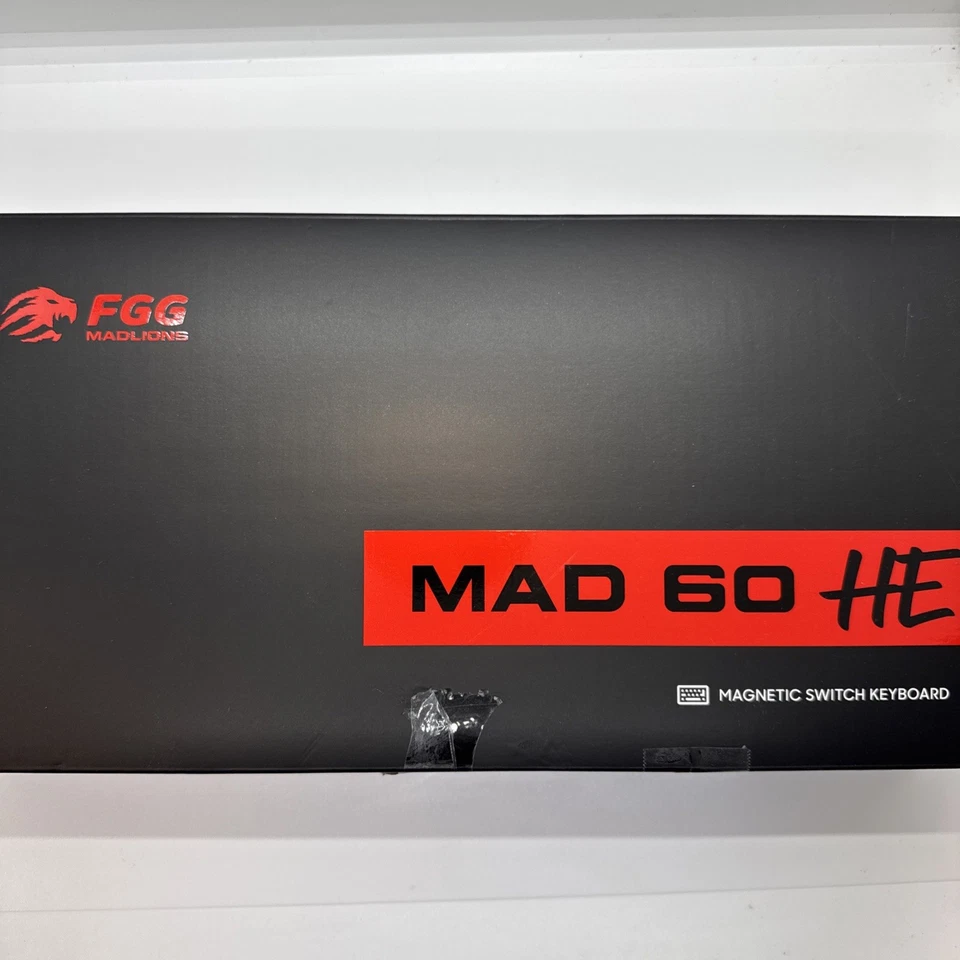 FGG
MADLIONS
MAD 60 HE
MAGNETIC SWITCH KEYBOARD